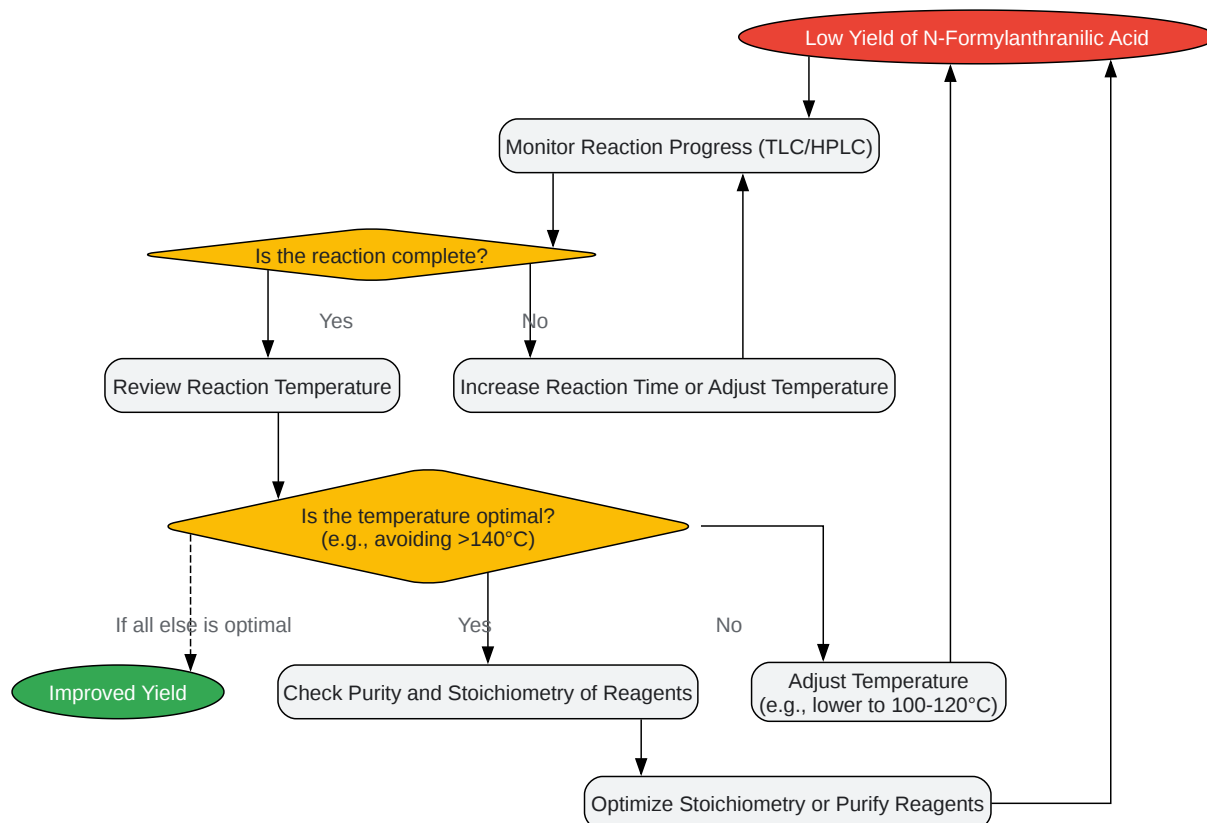 Low Yield of N-Formylanthranilic Acid
Monitor Reaction Progress (TLC/HPLC)
Is the reaction complete?
Yes
No
Review Reaction Temperature
Increase Reaction Time or Adjust Temperature
Is the temperature optimal?
(e.g., avoiding >140°C)
If all else is optimal
Yes
No
Improved Yield
Check Purity and Stoichiometry of Reagents
Adjust Temperature
(e.g., lower to 100-120°C)
Optimize Stoichiometry or Purify Reagents